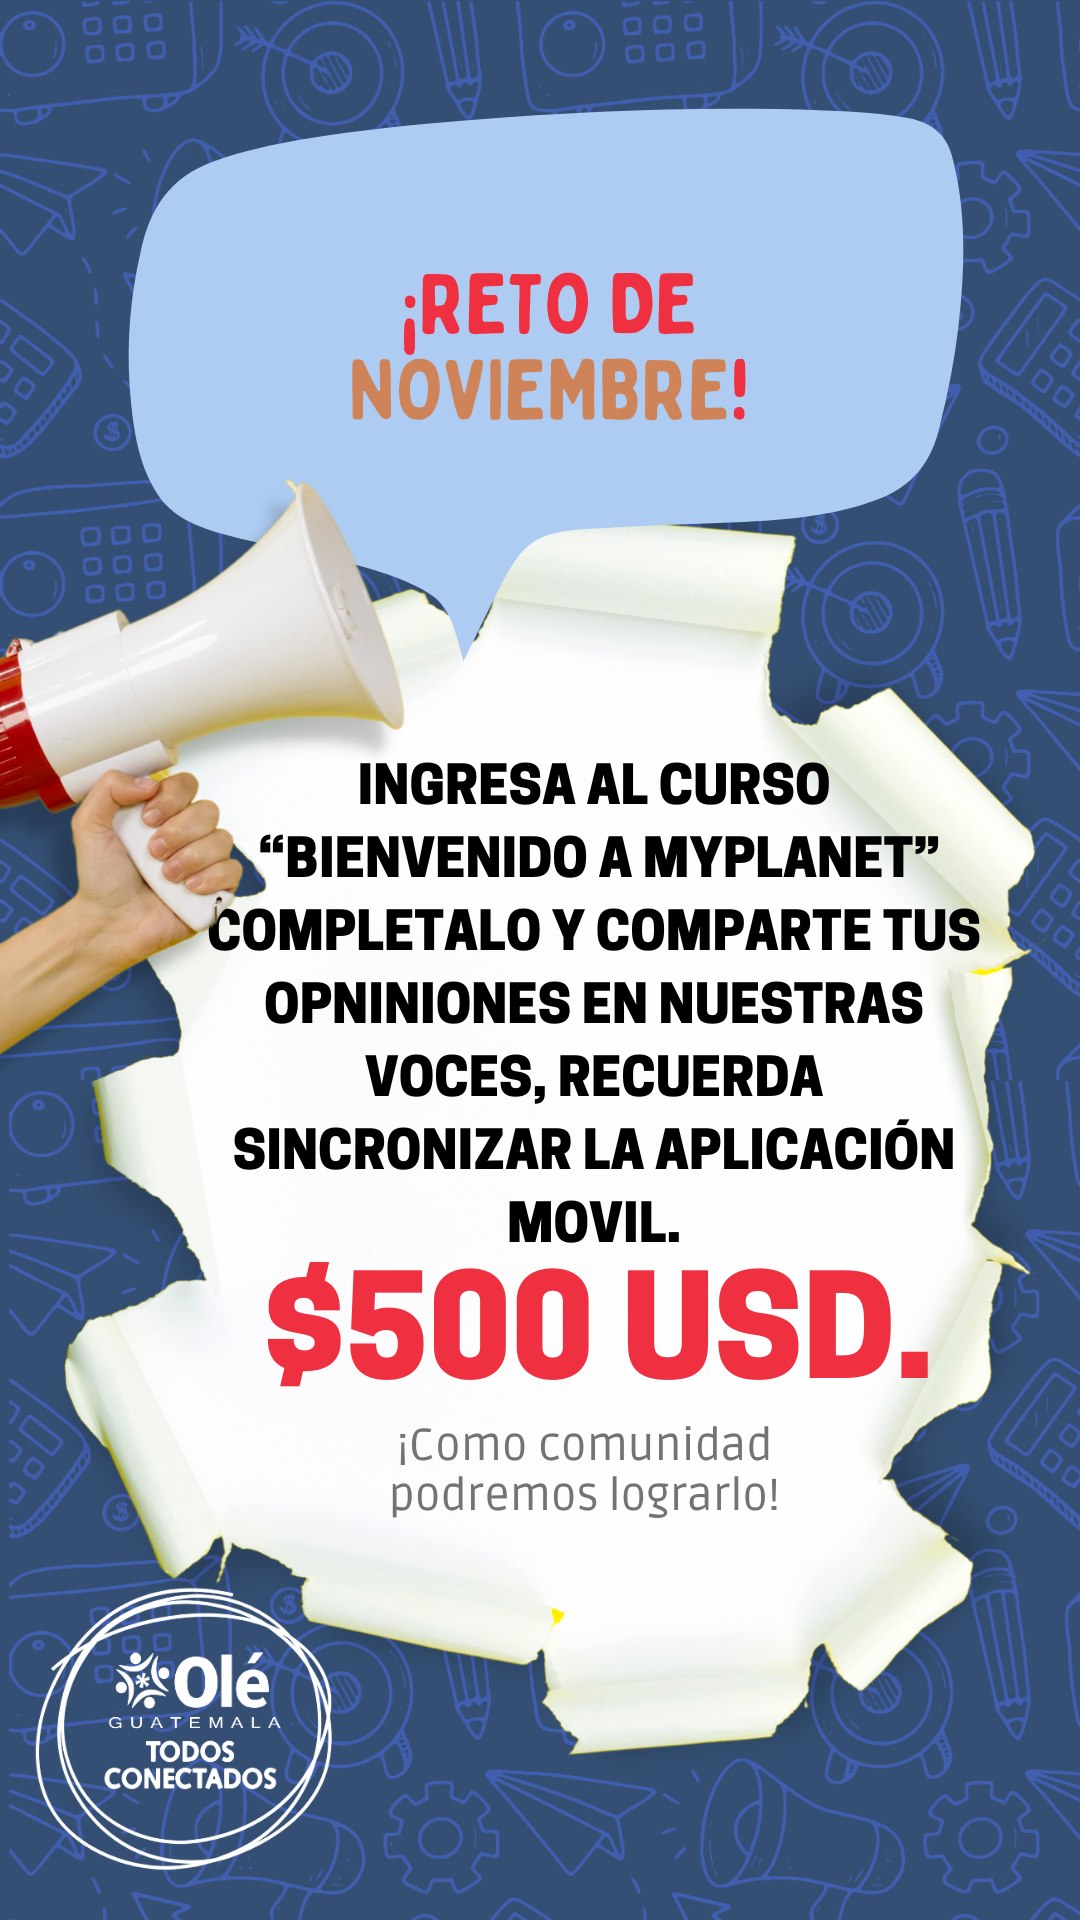 ¡RETO DE
NOVIEMBRE!
INGRESA AL CURSO
“BIENVENIDO A MYPLANET”
COMPLETALO Y COMPARTE TUS
OPNINIONES EN NUESTRAS
VOCES, RECUERDA
SINCRONIZAR LA APLICACIÓN
MOVIL.
$500 USD.
¡Como comunidad
podremos lograrlo!
Olé
GUATEMALA
TODOS
CONECTADOS